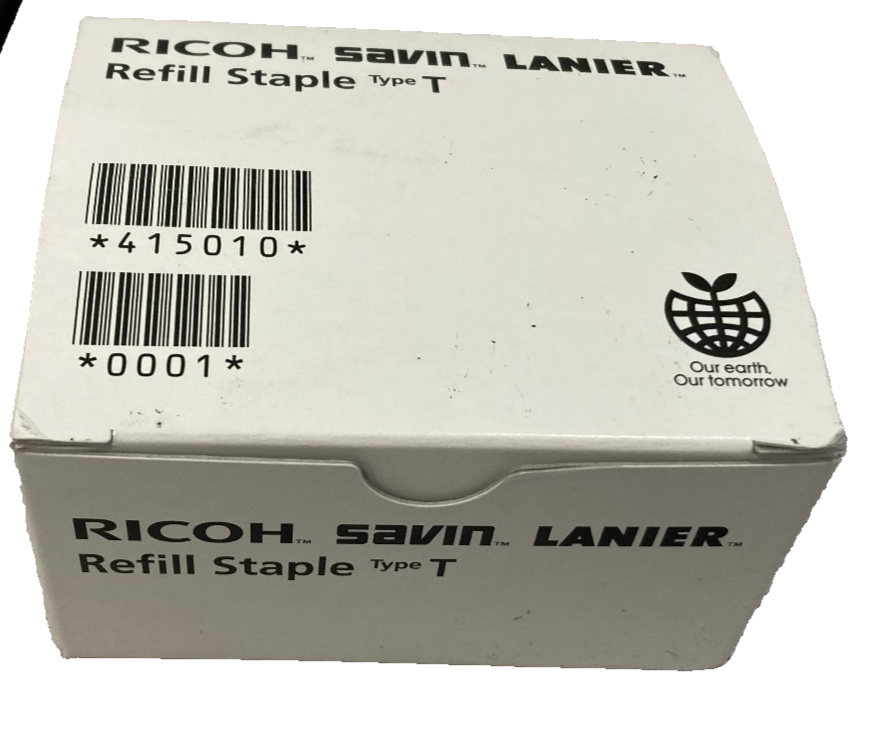 RICOH™ savin™ LANIER™
Refill Staple Type T
*415010*
*0001*
Our earth,
Our tomorrow
RICOH™ savin™ LANIER™
Refill Staple Type T